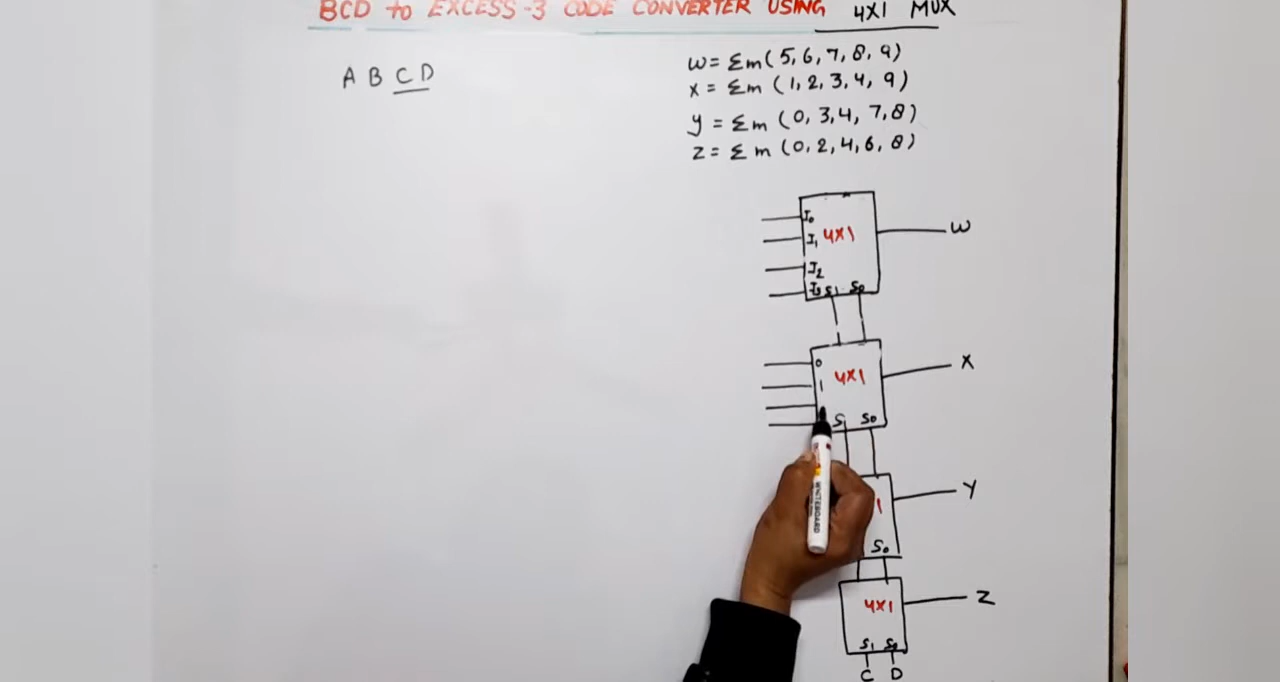 BCD to EXCESS-3 CODE CONVERTER USING 4X1 MUX
A B C D
W = Σm (5, 6, 7, 8, 9)
X = Σm (1, 2, 3, 4, 9)
y = Σm (0, 3, 4, 7, 8)
Z = Σm (0, 2, 4, 6, 8)
I0
4X1
W
I1
I2
I3 S1 S0
0
4X1
X
1
S1 S0
Y
1
S0
4X1
Z
S1 S0
C D
WHITEBOARD